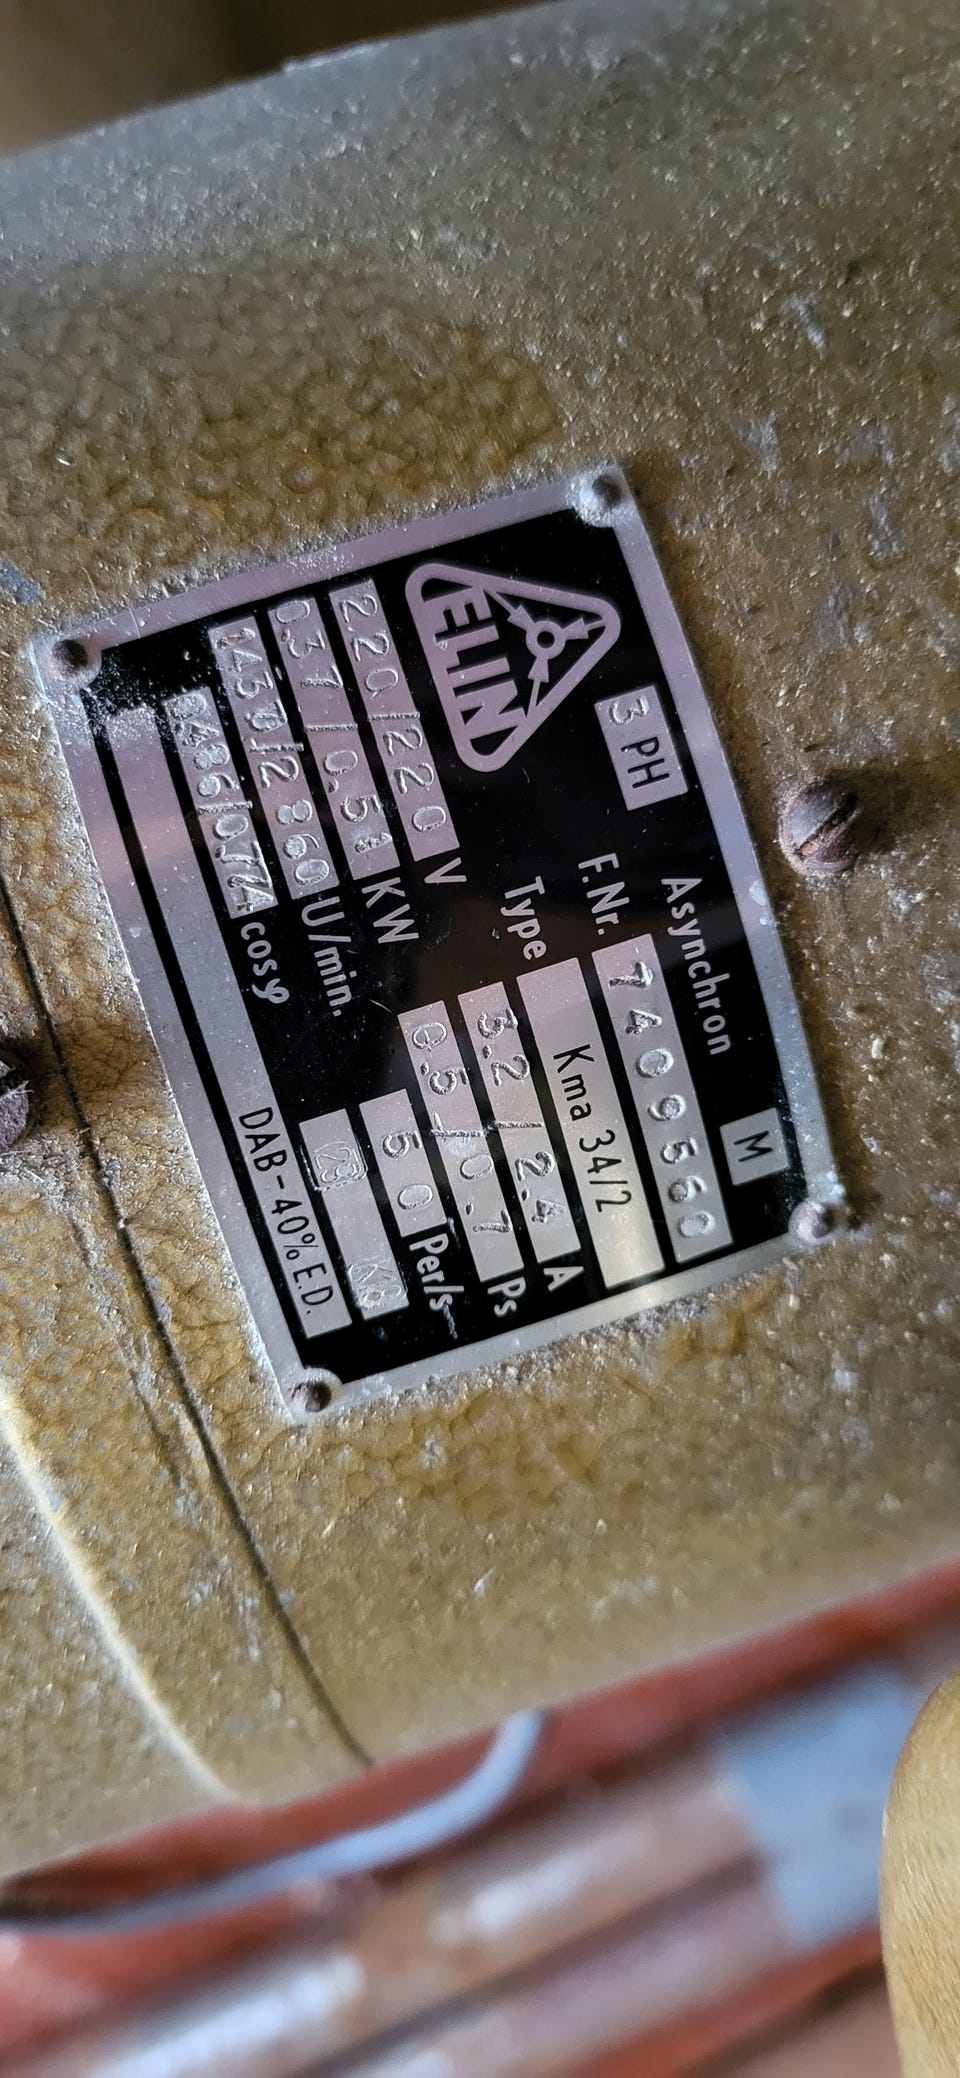 ELIN
3 PH Asynchron M
F.Nr. 7409560
Type Kma 34/2
220/220 V 3.2/2.4 A
0.37/0.51 KW 0.5/0.7 Ps
1430/2860 U/min. 50 Per/s
cosφ K8
DAB-40% E.D.